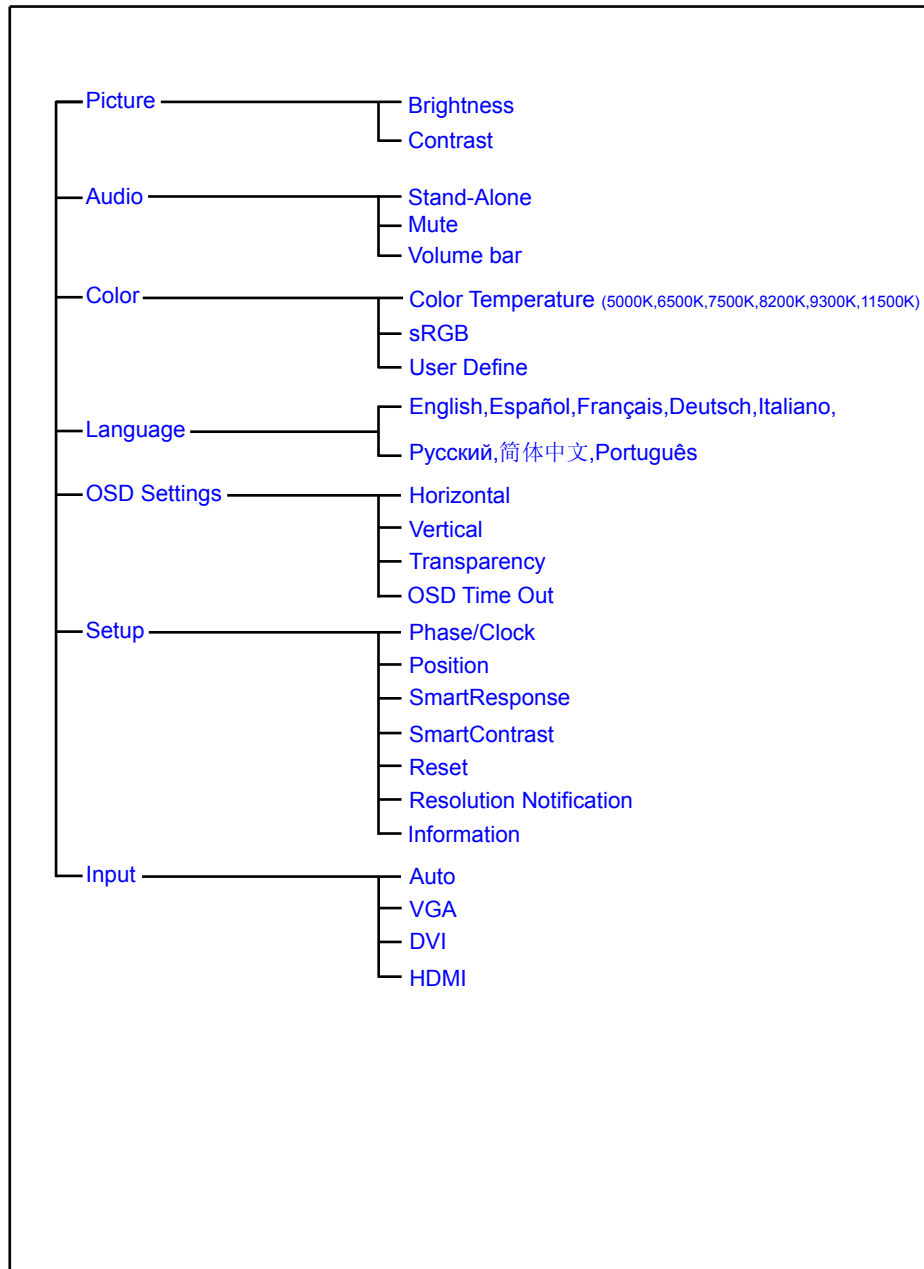 Picture
Brightness
Contrast
Audio
Stand-Alone
Mute
Volume bar
Color
Color Temperature (5000K,6500K,7500K,8200K,9300K,11500K)
sRGB
User Define
Language
English,Español,Français,Deutsch,Italiano,
Русский,简体中文,Português
OSD Settings
Horizontal
Vertical
Transparency
OSD Time Out
Setup
Phase/Clock
Position
SmartResponse
SmartContrast
Reset
Resolution Notification
Information
Input
Auto
VGA
DVI
HDMI